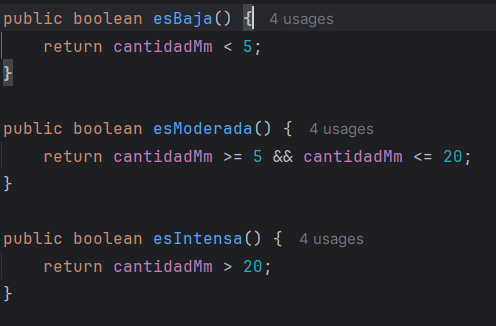 public boolean esBaja() { 4 usages
return cantidadMm < 5;
}
public boolean esModerada() { 4 usages
return cantidadMm >= 5 && cantidadMm <= 20;
}
public boolean esIntensa() { 4 usages
return cantidadMm > 20;
}